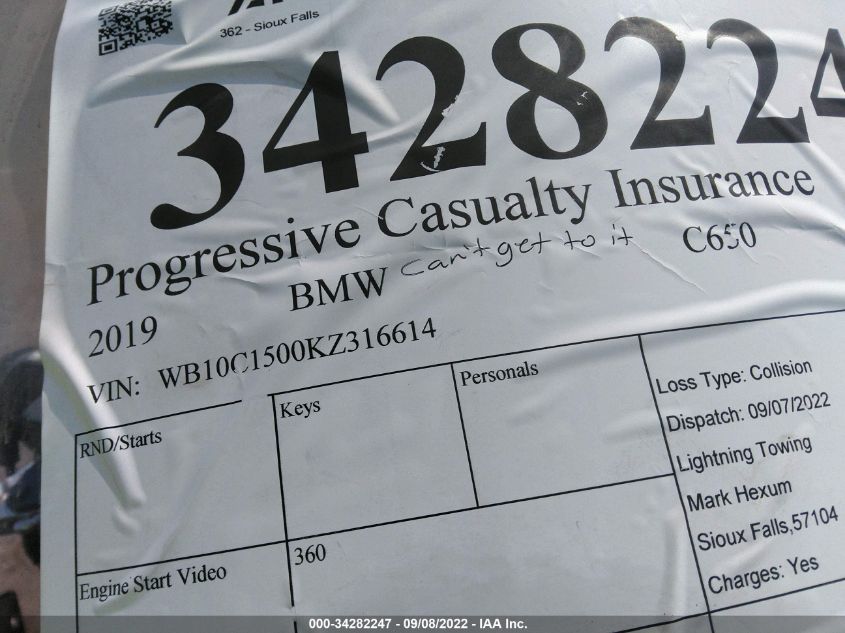 362 - Sioux Falls
3428224
Progressive Casualty Insurance
2019 BMW can't get to it C650
VIN: WB10C1500KZ316614
RND/Starts
Keys
Personals
Loss Type: Collision
Dispatch: 09/07/2022
Lightning Towing
Mark Hexum
Sioux Falls,57104
Charges: Yes
Engine Start Video
360
000-34282247 - 09/08/2022 - IAA Inc.